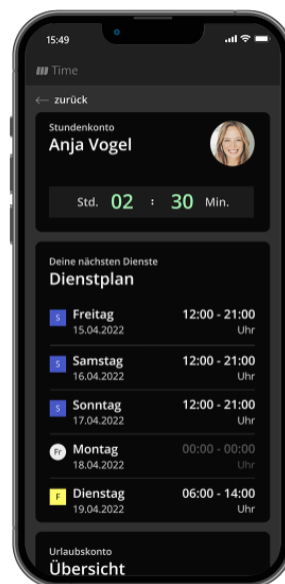 15:49
Time
← zurück
Stundenkonto
Anja Vogel
Std. 02 : 30 Min.
Deine nächsten Dienste
Dienstplan
S Freitag 12:00 - 21:00
15.04.2022 Uhr
S Samstag 12:00 - 21:00
16.04.2022 Uhr
S Sonntag 12:00 - 21:00
17.04.2022 Uhr
Fr Montag 00:00 - 00:00
18.04.2022 Uhr
F Dienstag 06:00 - 14:00
19.04.2022 Uhr
Urlaubskonto
Übersicht